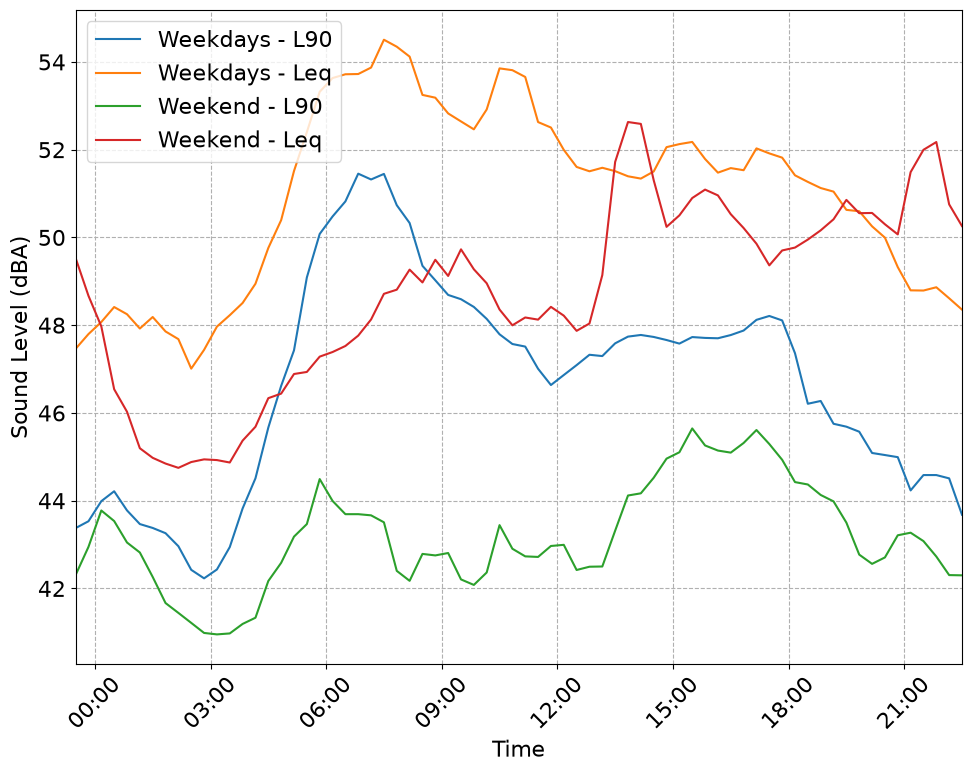 Weekdays - L90
Weekdays - Leq
Weekend - L90
Weekend - Leq
54
52
50
48
46
44
42
Sound Level (dBA)
00:00
03:00
06:00
09:00
12:00
15:00
18:00
21:00
Time